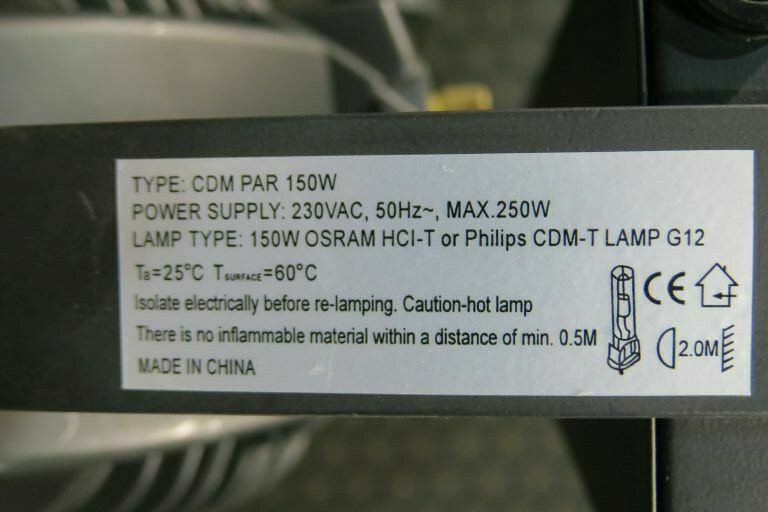 TYPE: CDM PAR 150W
POWER SUPPLY: 230VAC, 50Hz~, MAX.250W
LAMP TYPE: 150W OSRAM HCI-T or Philips CDM-T LAMP G12
Ta=25°C TSURFACE=60°C
Isolate electrically before re-lamping. Caution-hot lamp
There is no inflammable material within a distance of min. 0.5M
MADE IN CHINA
CE
2.0M